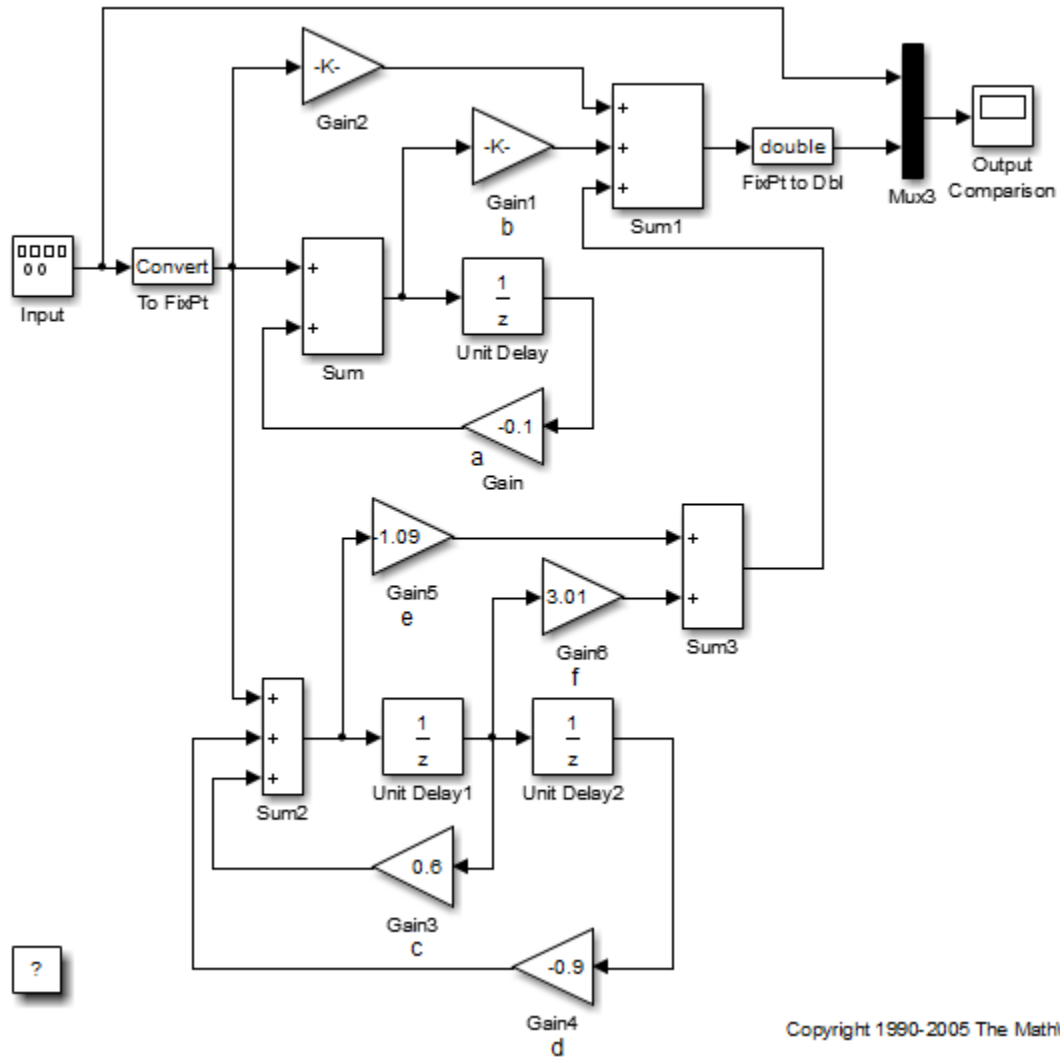 -K-
Gain2
-K-
Gain1
b
+
+
+
Sum1
double
FixPt to Dbl
Mux3
Output
Comparison
0 0
Input
Convert
To FixPt
+
+
Sum
1
z
Unit Delay
-0.1
a
Gain
-1.09
Gain5
e
3.01
Gain6
f
+
+
Sum3
+
+
+
Sum2
1
z
Unit Delay1
1
z
Unit Delay2
0.6
Gain3
c
-0.9
Gain4
d
?
Copyright 1990-2005 The Math